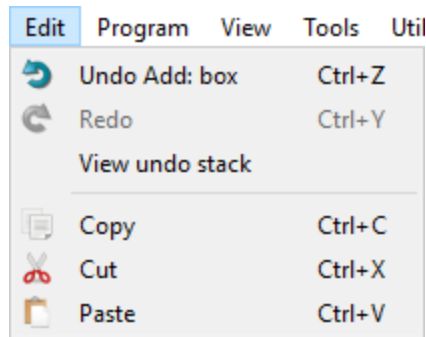 Edit Program View Tools
Undo Add: box Ctrl+Z
Redo Ctrl+Y
View undo stack
Copy Ctrl+C
Cut Ctrl+X
Paste Ctrl+V